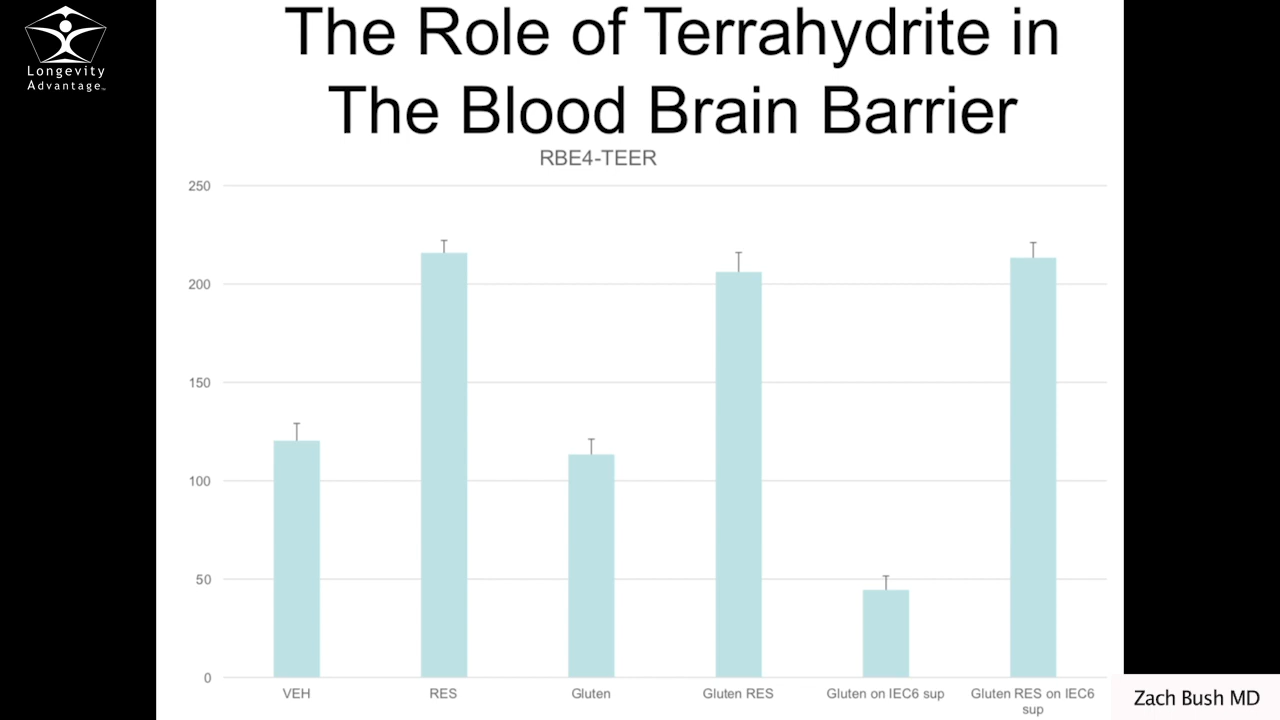 Longevity
Advantage™
The Role of Terrahydrite in
The Blood Brain Barrier
RBE4-TEER
250
200
150
100
50
0
VEH
RES
Gluten
Gluten RES
Gluten on IEC6 sup
Gluten RES on IEC6
sup
Zach Bush MD